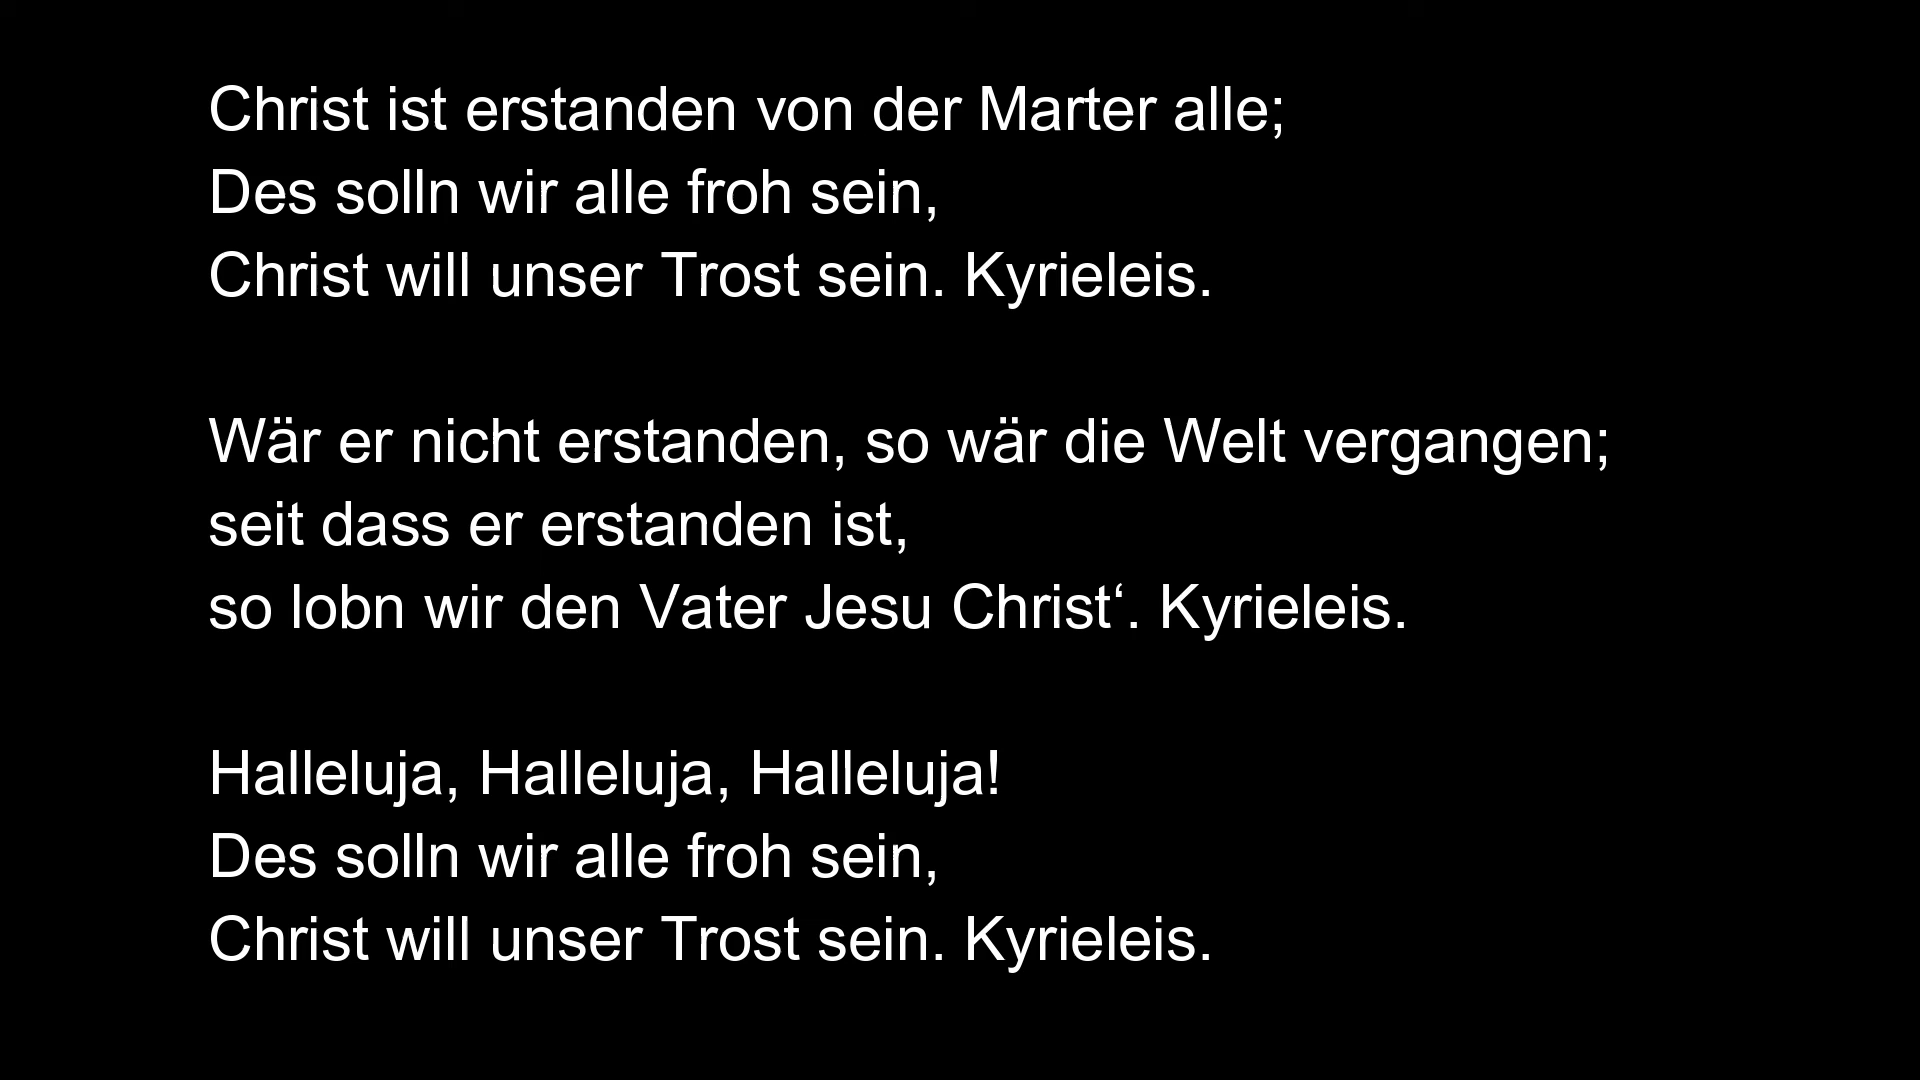 Christ ist erstanden von der Marter alle;
Des solln wir alle froh sein,
Christ will unser Trost sein. Kyrieleis.
Wär er nicht erstanden, so wär die Welt vergangen;
seit dass er erstanden ist,
so lobn wir den Vater Jesu Christ‘. Kyrieleis.
Halleluja, Halleluja, Halleluja!
Des solln wir alle froh sein,
Christ will unser Trost sein. Kyrieleis.